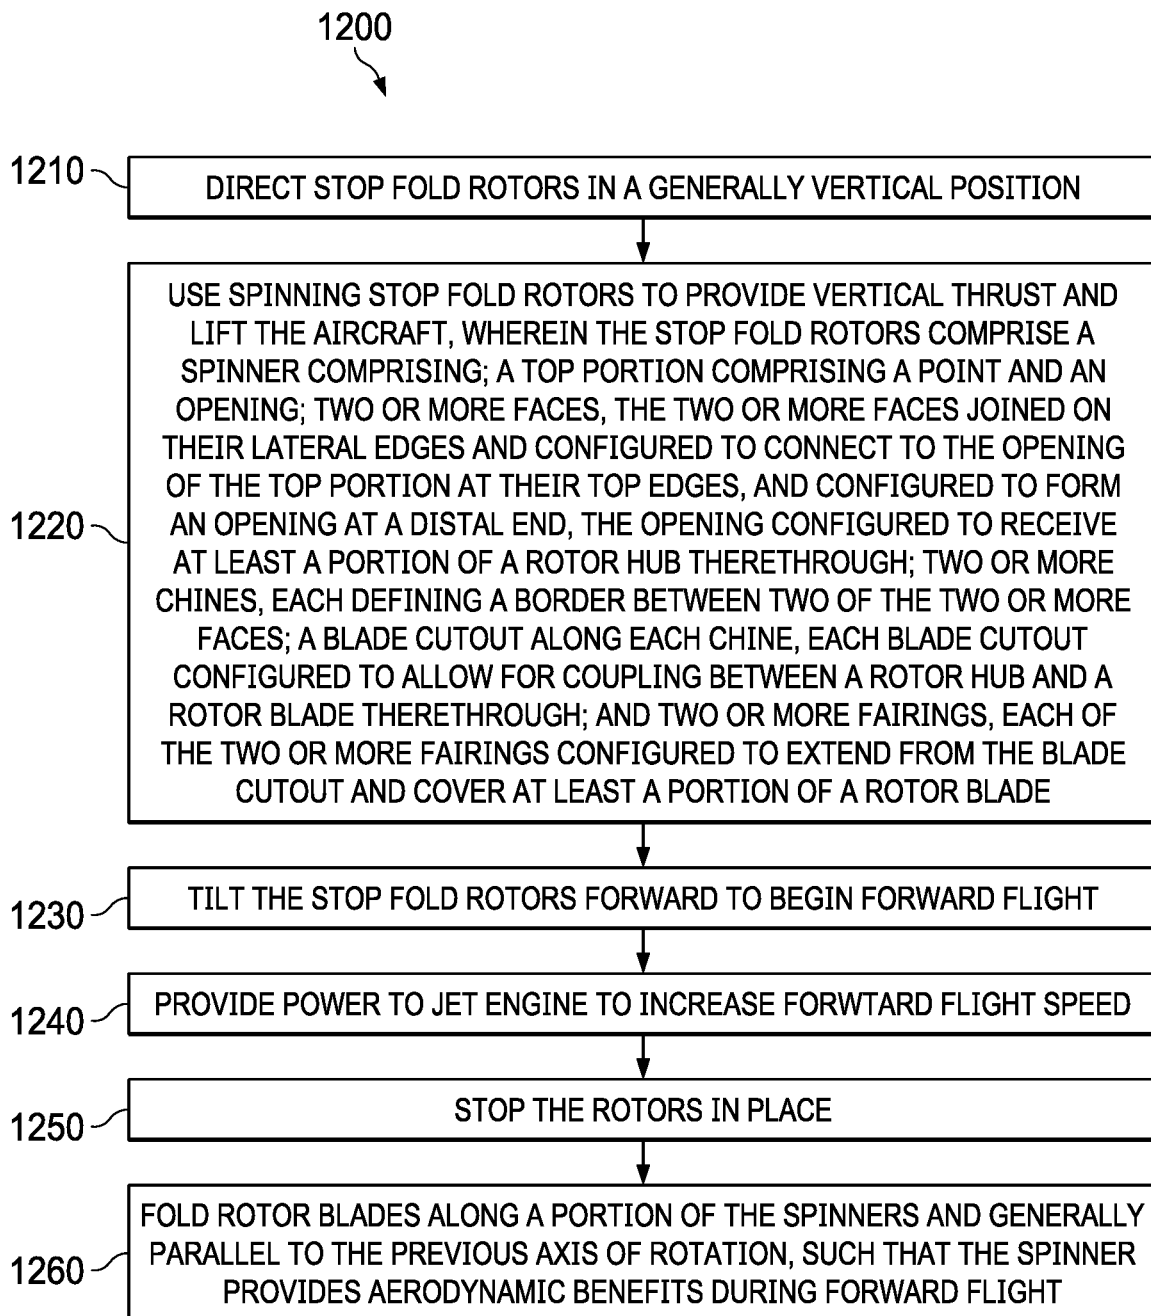 1200
1210
DIRECT STOP FOLD ROTORS IN A GENERALLY VERTICAL POSITION
USE SPINNING STOP FOLD ROTORS TO PROVIDE VERTICAL THRUST AND
LIFT THE AIRCRAFT, WHEREIN THE STOP FOLD ROTORS COMPRISE A
SPINNER COMPRISING; A TOP PORTION COMPRISING A POINT AND AN
OPENING; TWO OR MORE FACES, THE TWO OR MORE FACES JOINED ON
THEIR LATERAL EDGES AND CONFIGURED TO CONNECT TO THE OPENING
OF THE TOP PORTION AT THEIR TOP EDGES, AND CONFIGURED TO FORM
1220
AN OPENING AT A DISTAL END, THE OPENING CONFIGURED TO RECEIVE
AT LEAST A PORTION OF A ROTOR HUB THERETHROUGH; TWO OR MORE
CHINES, EACH DEFINING A BORDER BETWEEN TWO OF THE TWO OR MORE
FACES; A BLADE CUTOUT ALONG EACH CHINE, EACH BLADE CUTOUT
CONFIGURED TO ALLOW FOR COUPLING BETWEEN A ROTOR HUB AND A
ROTOR BLADE THERETHROUGH; AND TWO OR MORE FAIRINGS, EACH OF
THE TWO OR MORE FAIRINGS CONFIGURED TO EXTEND FROM THE BLADE
CUTOUT AND COVER AT LEAST A PORTION OF A ROTOR BLADE
1230
TILT THE STOP FOLD ROTORS FORWARD TO BEGIN FORWARD FLIGHT
1240
PROVIDE POWER TO JET ENGINE TO INCREASE FORWTARD FLIGHT SPEED
1250
STOP THE ROTORS IN PLACE
1260
FOLD ROTOR BLADES ALONG A PORTION OF THE SPINNERS AND GENERALLY
PARALLEL TO THE PREVIOUS AXIS OF ROTATION, SUCH THAT THE SPINNER
PROVIDES AERODYNAMIC BENEFITS DURING FORWARD FLIGHT